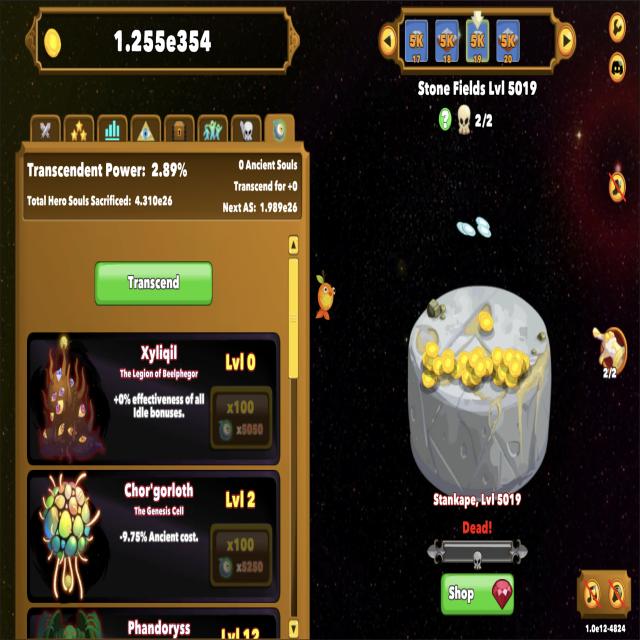 1.255e354
5K 5K 5K 5K
17 18 19 20
Stone Fields Lvl 5019
? 2/2
Transcendent Power: 2.89%
Total Hero Souls Sacrificed: 4.310e26
0 Ancient Souls
Transcend for +0
Next AS: 1.989e26
Transcend
Xyliqil
The Legion of Beelphegor
Lvl 0
+0% effectiveness of all
Idle bonuses.
x100
x5050
Chor'gorloth
The Genesis Cell
Lvl 2
-9.75% Ancient cost.
x100
x5250
Phandoryss
Lvl 12
2/2
Stankape, Lvl 5019
Dead!
Shop
1.0e12-4824